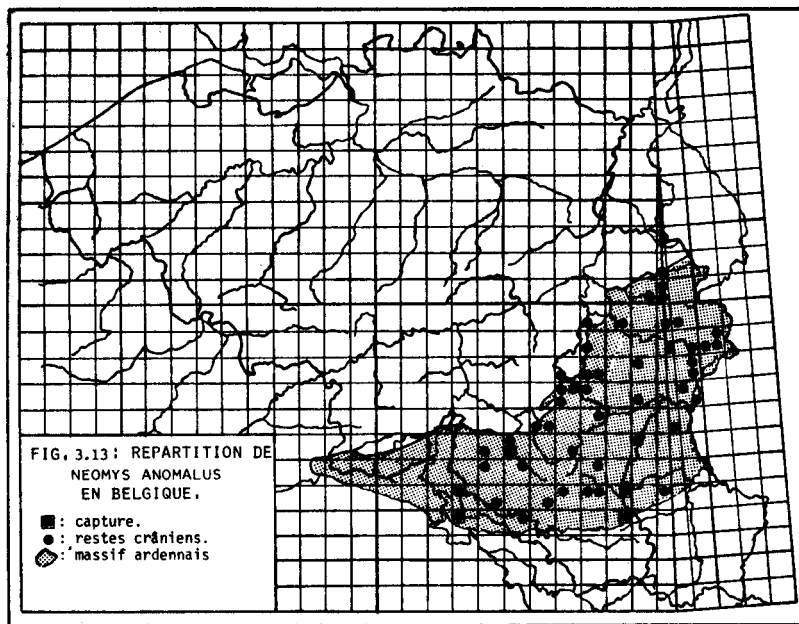 FIG. 3.13: REPARTITION DE
NEOMYS ANOMALUS
EN BELGIQUE.
■: capture.
●: restes crâniens.
: massif ardennais